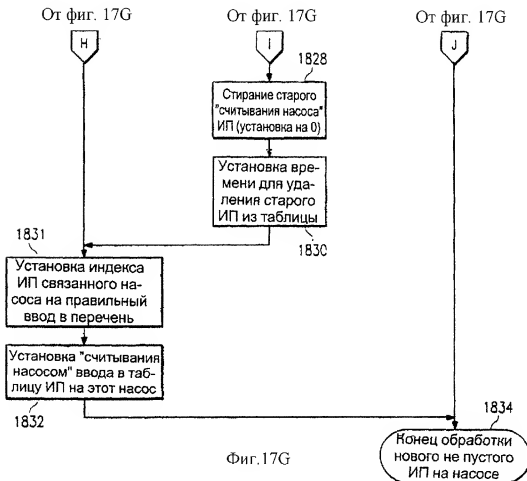 От фиг. 17G
От фиг. 17G
От фиг. 17G
H
I
J
1828
Стирание старого
"считывания насоса"
ИП (установка на 0)
Установка вре-
мени для уда-
ления старого
ИП из таблицы
1830
1831
Установка индекса
ИП связанного на-
соса на правильный
ввод в перечень
Установка "считывания
насосом" ввода в таб-
лицу ИП на этот насос
1832
1834
Конец обработки
нового не пустого
ИП на насосе
Фиг.17G